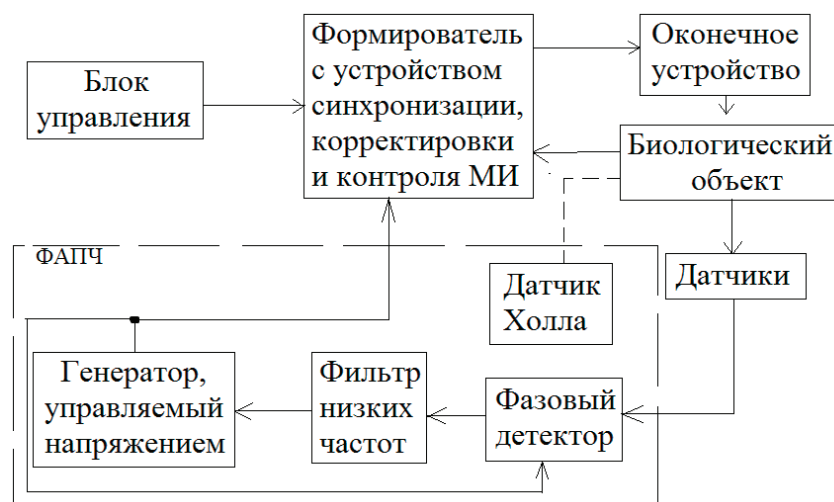 Блок
управления
Формирователь
с устройством
синхронизации,
корректировки
и контроля МИ
Оконечное
устройство
Биологический
объект
ФАПЧ
Датчик
Холла
Датчики
Генератор,
управляемый
напряжением
Фильтр
низких
частот
Фазовый
детектор